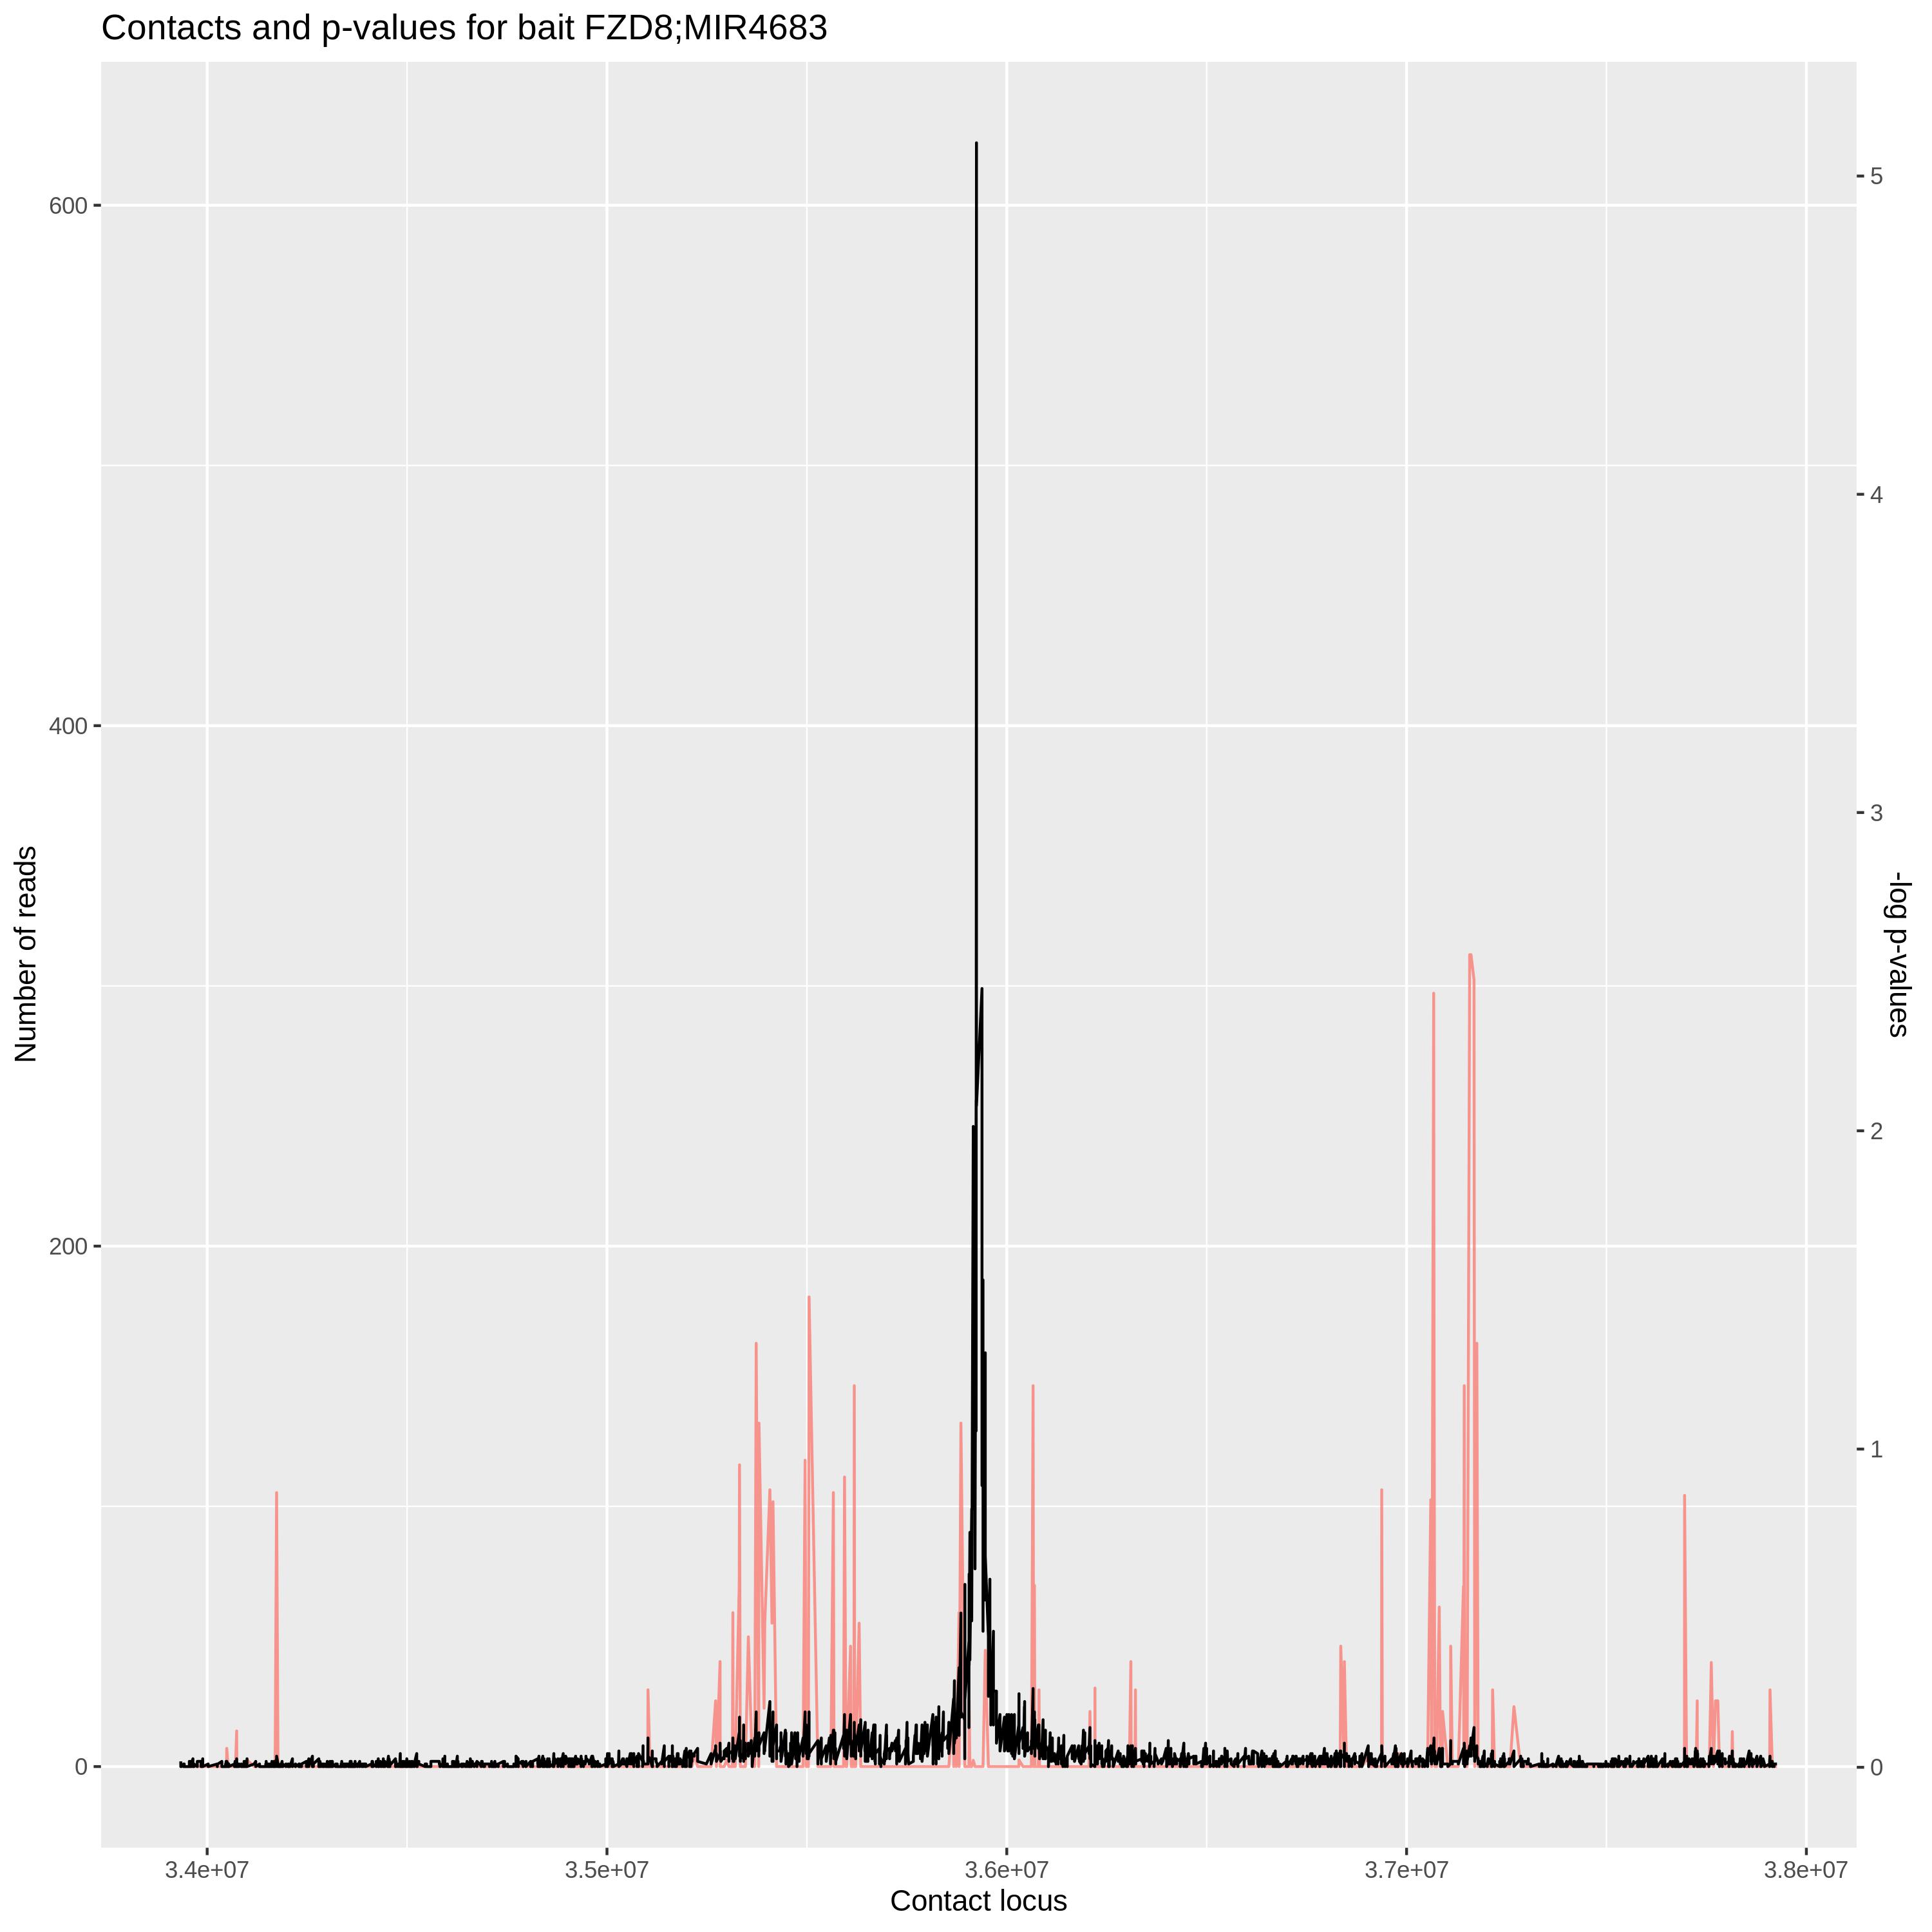 Contacts and p-values for bait FZD8;MIR4683
600
400
200
0
Number of reads
5
4
3
2
1
0
-log p-values
3.4e+07 3.5e+07 3.6e+07 3.7e+07 3.8e+07
Contact locus